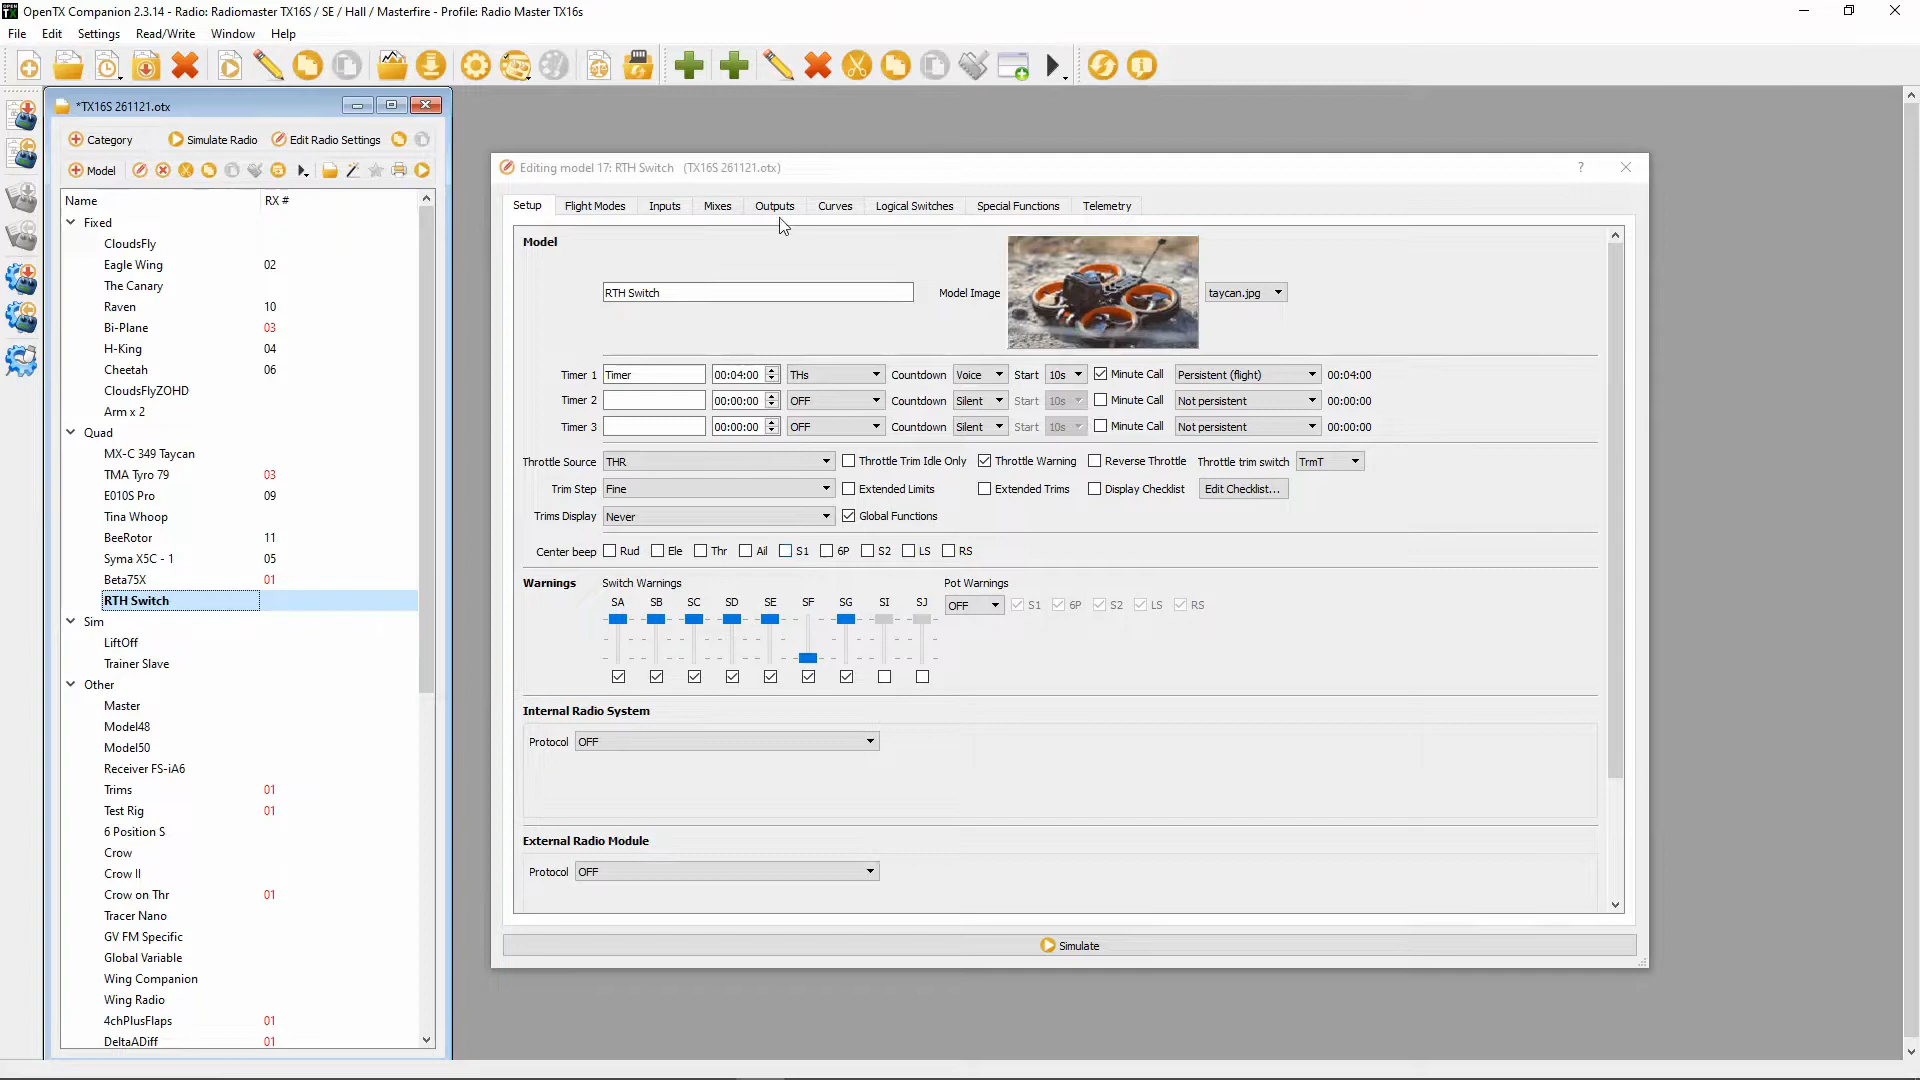 OpenTX Companion 2.3.14 - Radio: Radiomaster TX16S / SE / Hall / Masterfire - Profile: Radio Master TX16s
File Edit Settings Read/Write Window Help
*TX16S 261121.otx
Category Simulate Radio Edit Radio Settings
Model
Name RX #
Fixed
CloudsFly
Eagle Wing 02
The Canary
Raven 10
Bi-Plane 03
H-King 04
Cheetah 06
CloudsFlyZOHD
Arm x 2
Quad
MX-C 349 Taycan
TMA Tyro 79 03
E010S Pro 09
Tina Whoop
BeeRotor 11
Syma X5C - 1 05
Beta75X 01
RTH Switch
Sim
LiftOff
Trainer Slave
Other
Master
Model48
Model50
Receiver FS-iA6
Trims 01
Test Rig 01
6 Position S
Crow
Crow II
Crow on Thr 01
Tracer Nano
GV FM Specific
Global Variable
Wing Companion
Wing Radio
4chPlusFlaps 01
DeltaADiff 01
Editing model 17: RTH Switch (TX16S 261121.otx) ?
Setup Flight Modes Inputs Mixes Outputs Curves Logical Switches Special Functions Telemetry
Model
RTH Switch Model Image taycan.jpg
Timer 1 Timer 00:04:00 THs Countdown Voice Start 10s Minute Call Persistent (flight) 00:04:00
Timer 2 00:00:00 OFF Countdown Silent Start 10s Minute Call Not persistent 00:00:00
Timer 3 00:00:00 OFF Countdown Silent Start 10s Minute Call Not persistent 00:00:00
Throttle Source THR Throttle Trim Idle Only Throttle Warning Reverse Throttle Throttle trim switch TrmT
Trim Step Fine Extended Limits Extended Trims Display Checklist Edit Checklist...
Trims Display Never Global Functions
Center beep Rud Ele Thr Ail S1 6P S2 LS RS
Warnings Switch Warnings Pot Warnings
SA SB SC SD SE SF SG SI SJ OFF S1 6P S2 LS RS
Internal Radio System
Protocol OFF
External Radio Module
Protocol OFF
Simulate